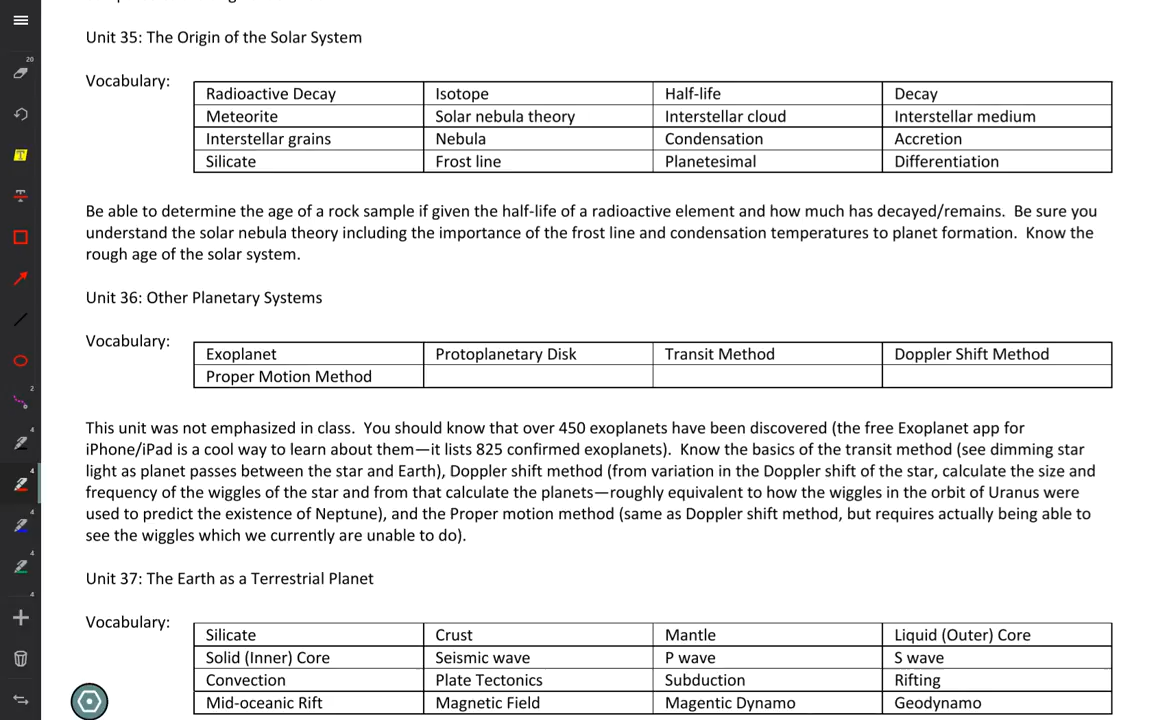 Unit 35: The Origin of the Solar System
Vocabulary:
Radioactive Decay Isotope Half-life Decay
Meteorite Solar nebula theory Interstellar cloud Interstellar medium
Interstellar grains Nebula Condensation Accretion
Silicate Frost line Planetesimal Differentiation
Be able to determine the age of a rock sample if given the half-life of a radioactive element and how much has decayed/remains. Be sure you
understand the solar nebula theory including the importance of the frost line and condensation temperatures to planet formation. Know the
rough age of the solar system.
Unit 36: Other Planetary Systems
Vocabulary:
Exoplanet Protoplanetary Disk Transit Method Doppler Shift Method
Proper Motion Method
This unit was not emphasized in class. You should know that over 450 exoplanets have been discovered (the free Exoplanet app for
iPhone/iPad is a cool way to learn about them—it lists 825 confirmed exoplanets). Know the basics of the transit method (see dimming star
light as planet passes between the star and Earth), Doppler shift method (from variation in the Doppler shift of the star, calculate the size and
frequency of the wiggles of the star and from that calculate the planets—roughly equivalent to how the wiggles in the orbit of Uranus were
used to predict the existence of Neptune), and the Proper motion method (same as Doppler shift method, but requires actually being able to
see the wiggles which we currently are unable to do).
Unit 37: The Earth as a Terrestrial Planet
Vocabulary:
Silicate Crust Mantle Liquid (Outer) Core
Solid (Inner) Core Seismic wave P wave S wave
Convection Plate Tectonics Subduction Rifting
Mid-oceanic Rift Magnetic Field Magentic Dynamo Geodynamo
20
T
T
2
4
4
4
4
4